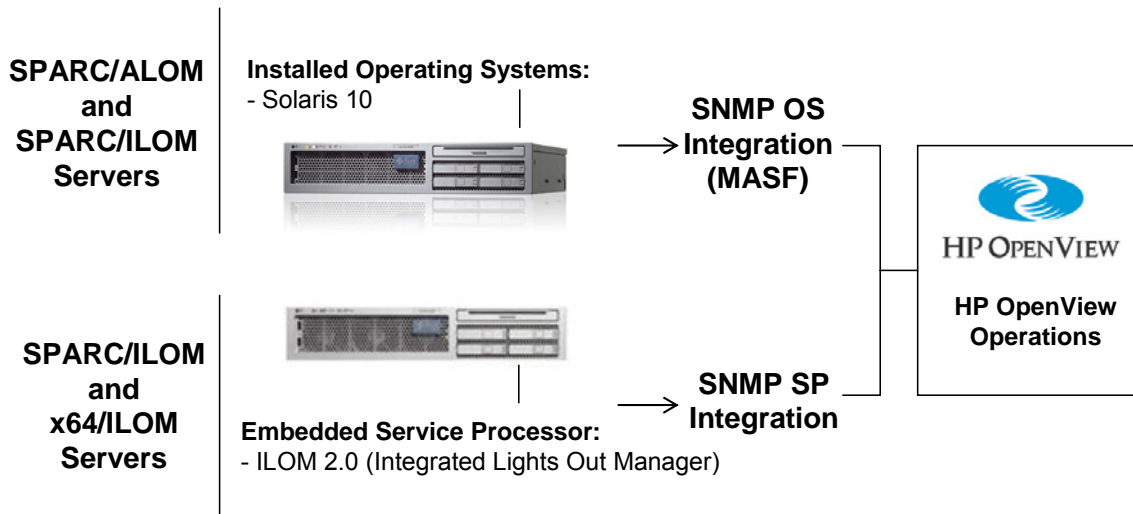 SPARC/ALOM
and
SPARC/ILOM
Servers
Installed Operating Systems:
- Solaris 10
SNMP OS
Integration
(MASF)
HP OPENVIEW
HP OpenView
Operations
SPARC/ILOM
and
x64/ILOM
Servers
Embedded Service Processor:
- ILOM 2.0 (Integrated Lights Out Manager)
SNMP SP
Integration